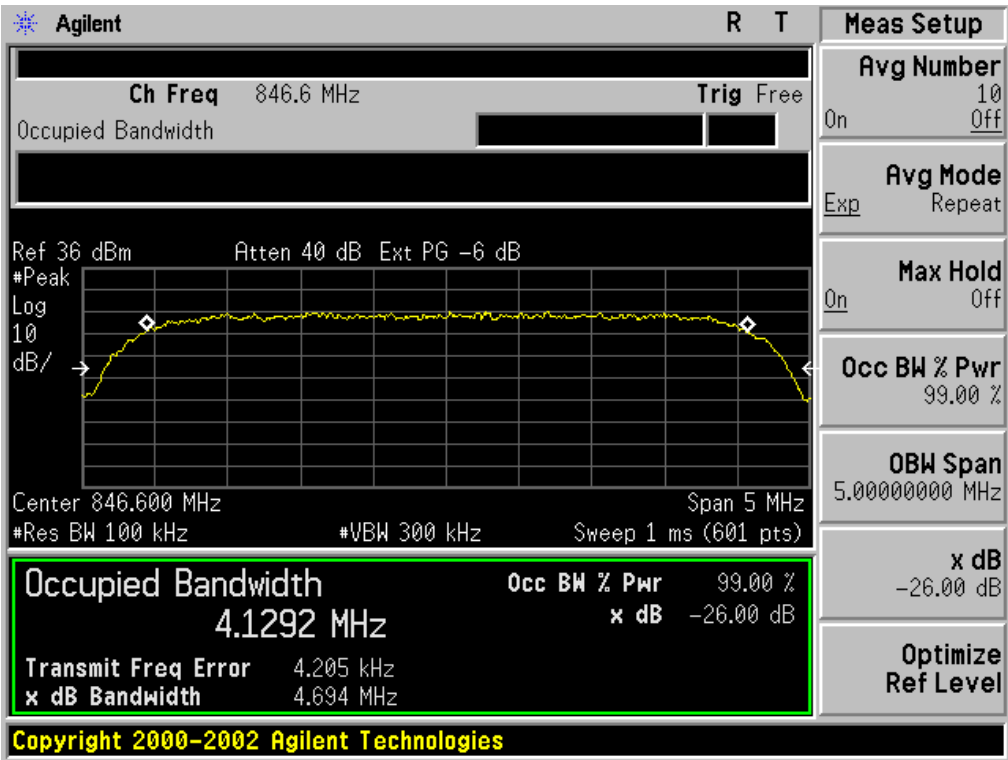 Agilent R T
Ch Freq 846.6 MHz Trig Free
Occupied Bandwidth
Ref 36 dBm Atten 40 dB Ext PG −6 dB
#Peak
Log
10
dB/
Center 846.600 MHz Span 5 MHz
#Res BW 100 kHz #VBW 300 kHz Sweep 1 ms (601 pts)
Occupied Bandwidth Occ BW % Pwr 99.00 %
4.1292 MHz x dB −26.00 dB
Transmit Freq Error 4.205 kHz
x dB Bandwidth 4.694 MHz
Copyright 2000−2002 Agilent Technologies
Meas Setup
Avg Number
10
On Off
Avg Mode
Exp Repeat
Max Hold
On Off
Occ BW % Pwr
99.00 %
OBW Span
5.00000000 MHz
x dB
−26.00 dB
Optimize
Ref Level